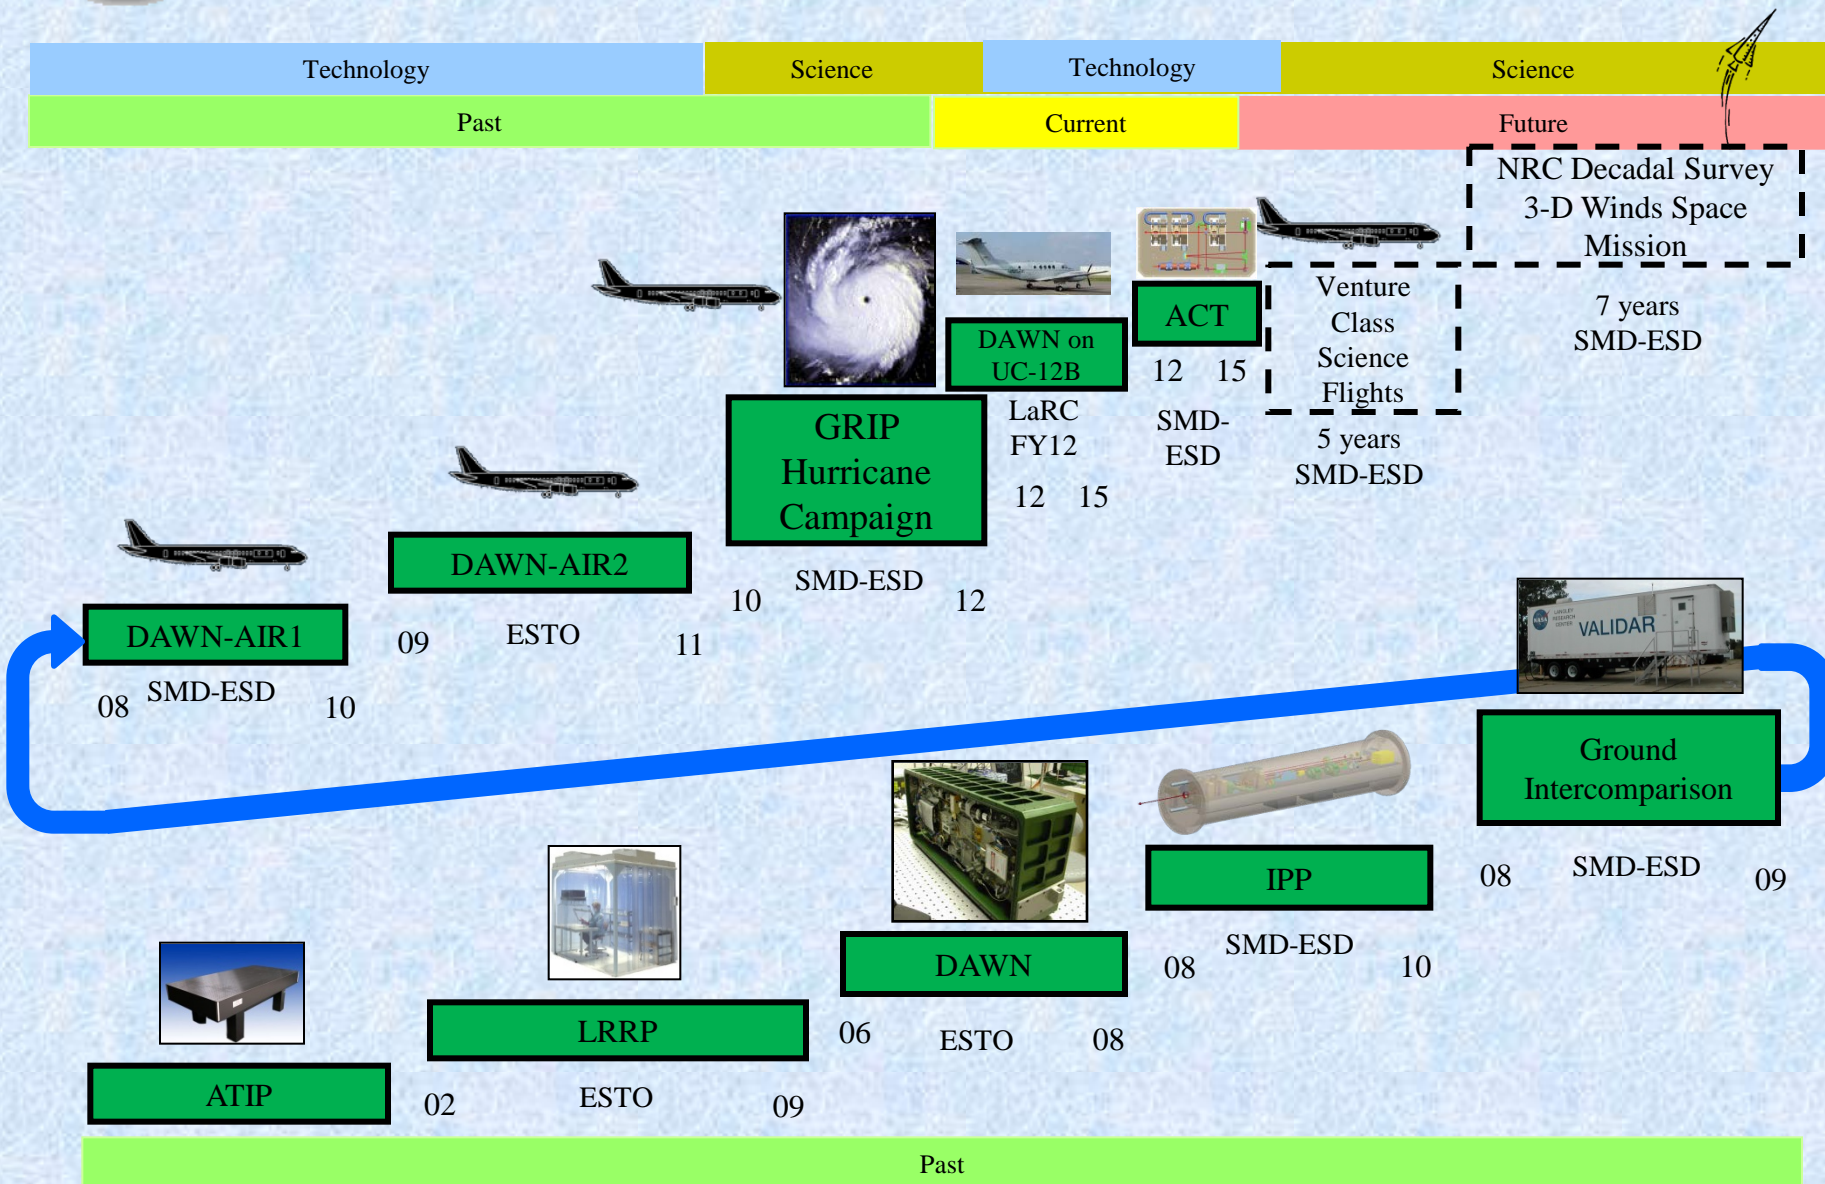 Technology
Science
Technology
Science
Past
Current
Future
NRC Decadal Survey
3-D Winds Space
Mission
7 years
SMD-ESD
Venture
Class
Science
Flights
5 years
SMD-ESD
ACT
12 15
SMD-
ESD
DAWN on
UC-12B
LaRC
FY12
12 15
GRIP
Hurricane
Campaign
10 SMD-ESD 12
DAWN-AIR2
09 ESTO 11
DAWN-AIR1
08 SMD-ESD 10
NASA
LANGLEY
RESEARCH
CENTER
VALIDAR
Ground
Intercomparison
08 SMD-ESD 09
IPP
08 SMD-ESD 10
DAWN
06 ESTO 08
LRRP
02 ESTO 09
ATIP
Past